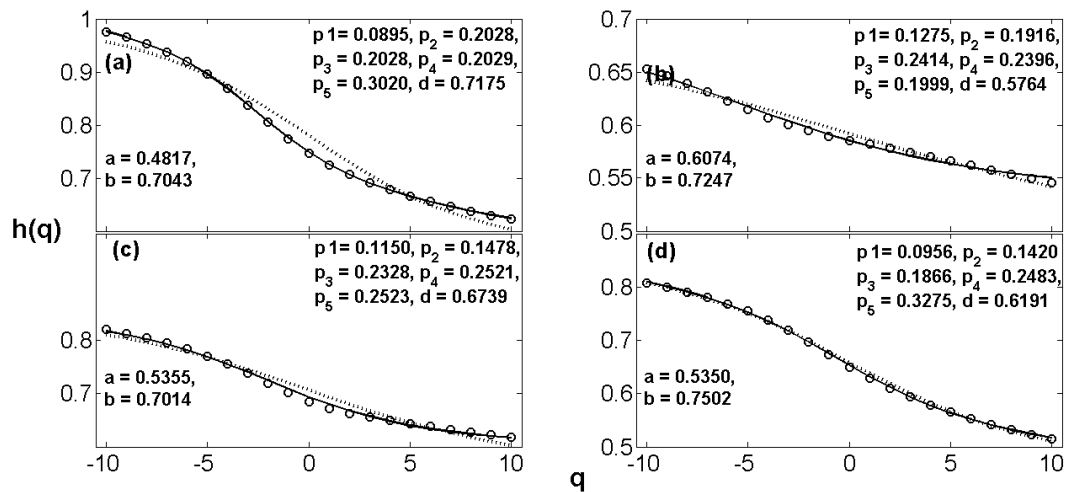 1
0.9
0.8
0.7
(a)
p 1= 0.0895, p2 = 0.2028,
p3 = 0.2028, p4 = 0.2029,
p5 = 0.3020, d = 0.7175
a = 0.4817,
b = 0.7043
0.65
0.6
0.55
0.5
(b)
p 1= 0.1275, p2 = 0.1916,
p3 = 0.2414, p4 = 0.2396,
p5 = 0.1999, d = 0.5764
a = 0.6074,
b = 0.7247
h(q)
0.8
0.7
(c)
p 1= 0.1150, p2 = 0.1478,
p3 = 0.2328, p4 = 0.2521,
p5 = 0.2523, d = 0.6739
a = 0.5355,
b = 0.7014
-10 -5 0 5 10
0.8
0.7
0.6
0.5
(d)
p 1= 0.0956, p2 = 0.1420
p3 = 0.1866, p4 = 0.2483,
p5 = 0.3275, d = 0.6191
a = 0.5350,
b = 0.7502
-10 -5 0 5 10
q